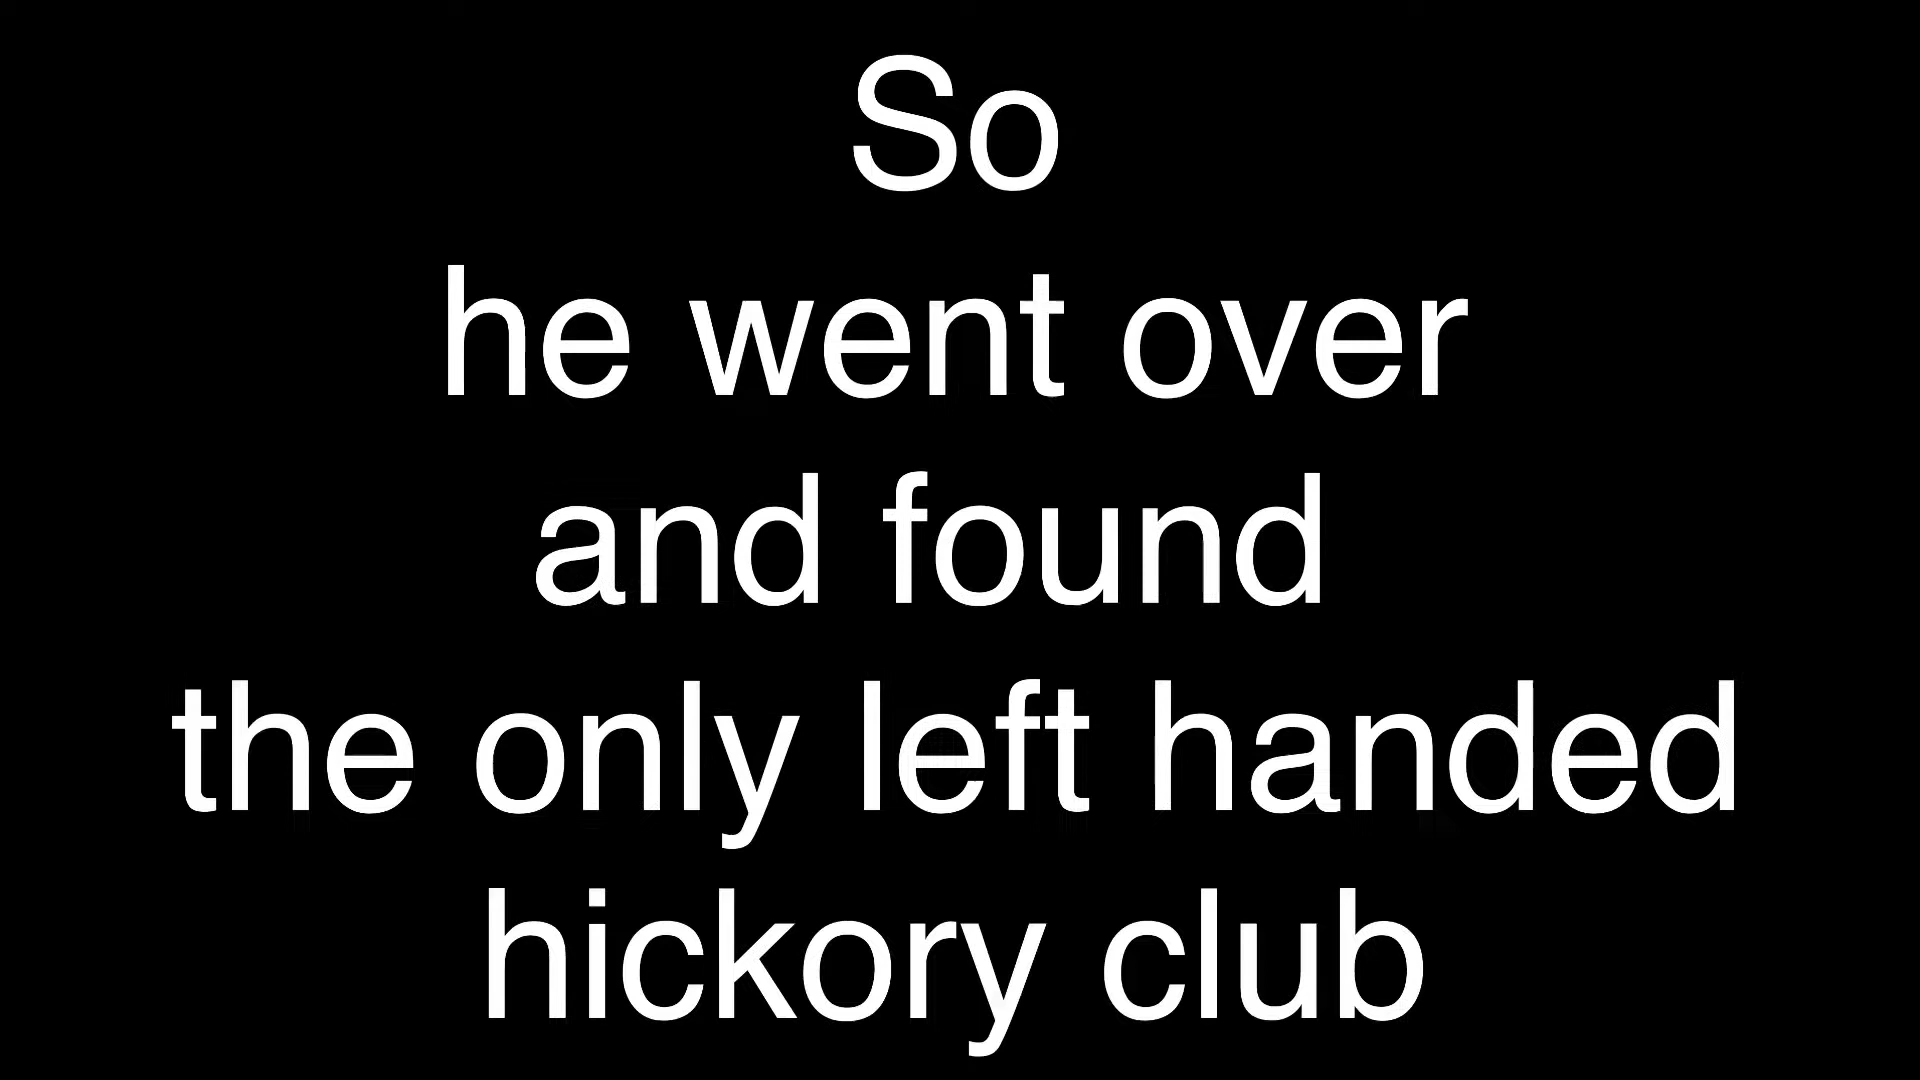 So
he went over
and found
the only left handed
hickory club